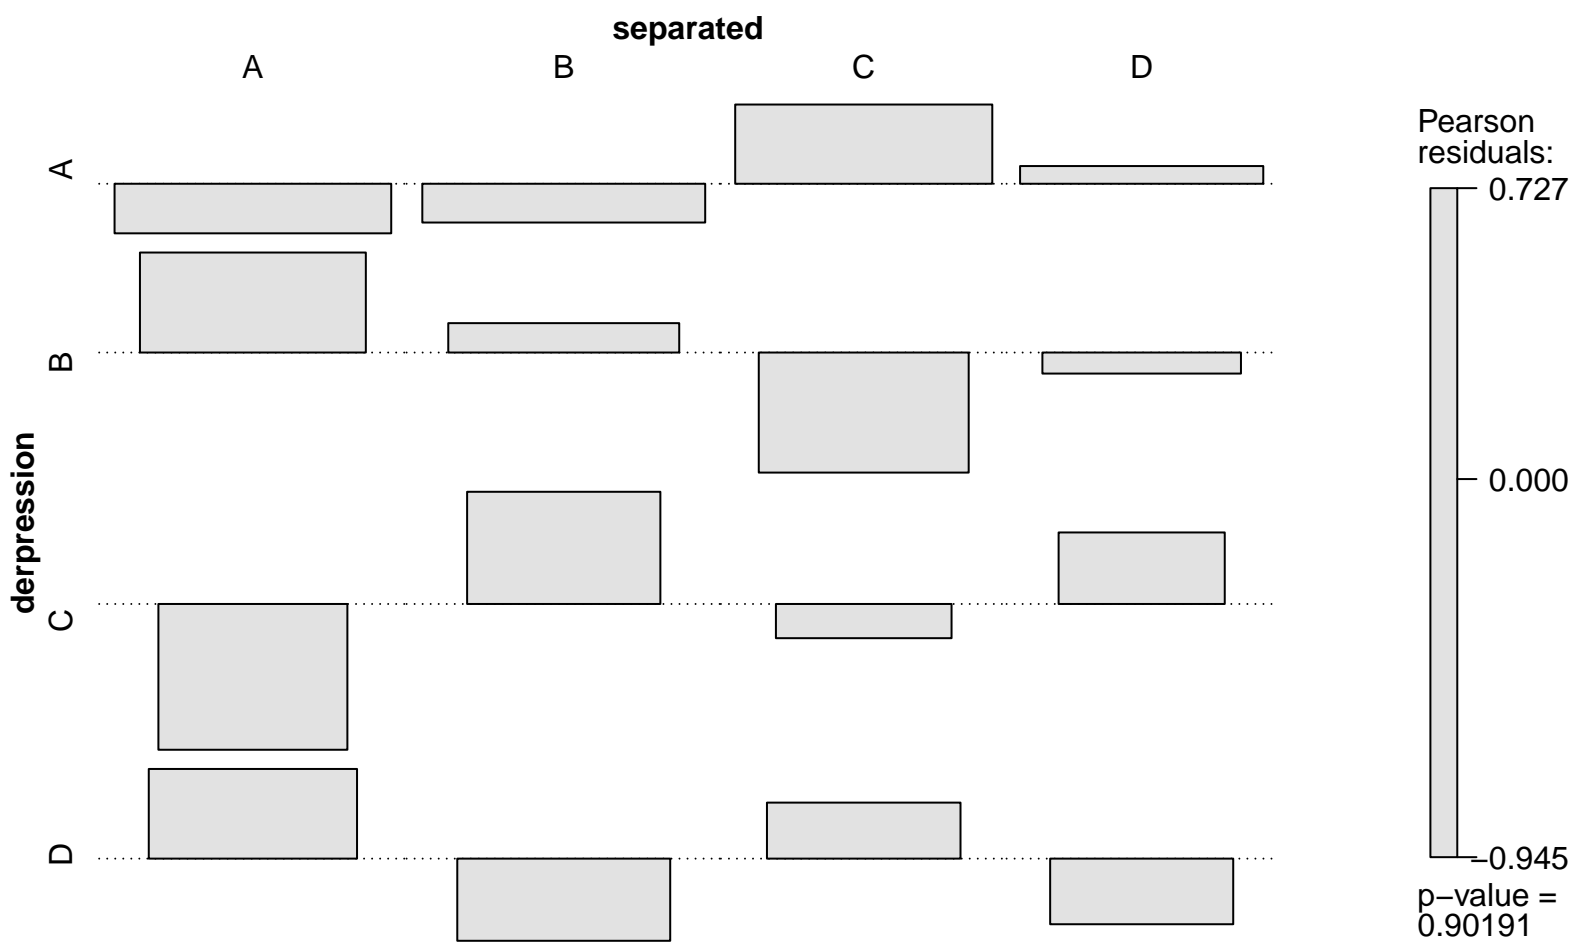 separated
A B C D
A
B
C
D
derpression
Pearson
residuals:
0.727
0.000
−0.945
p−value =
0.90191